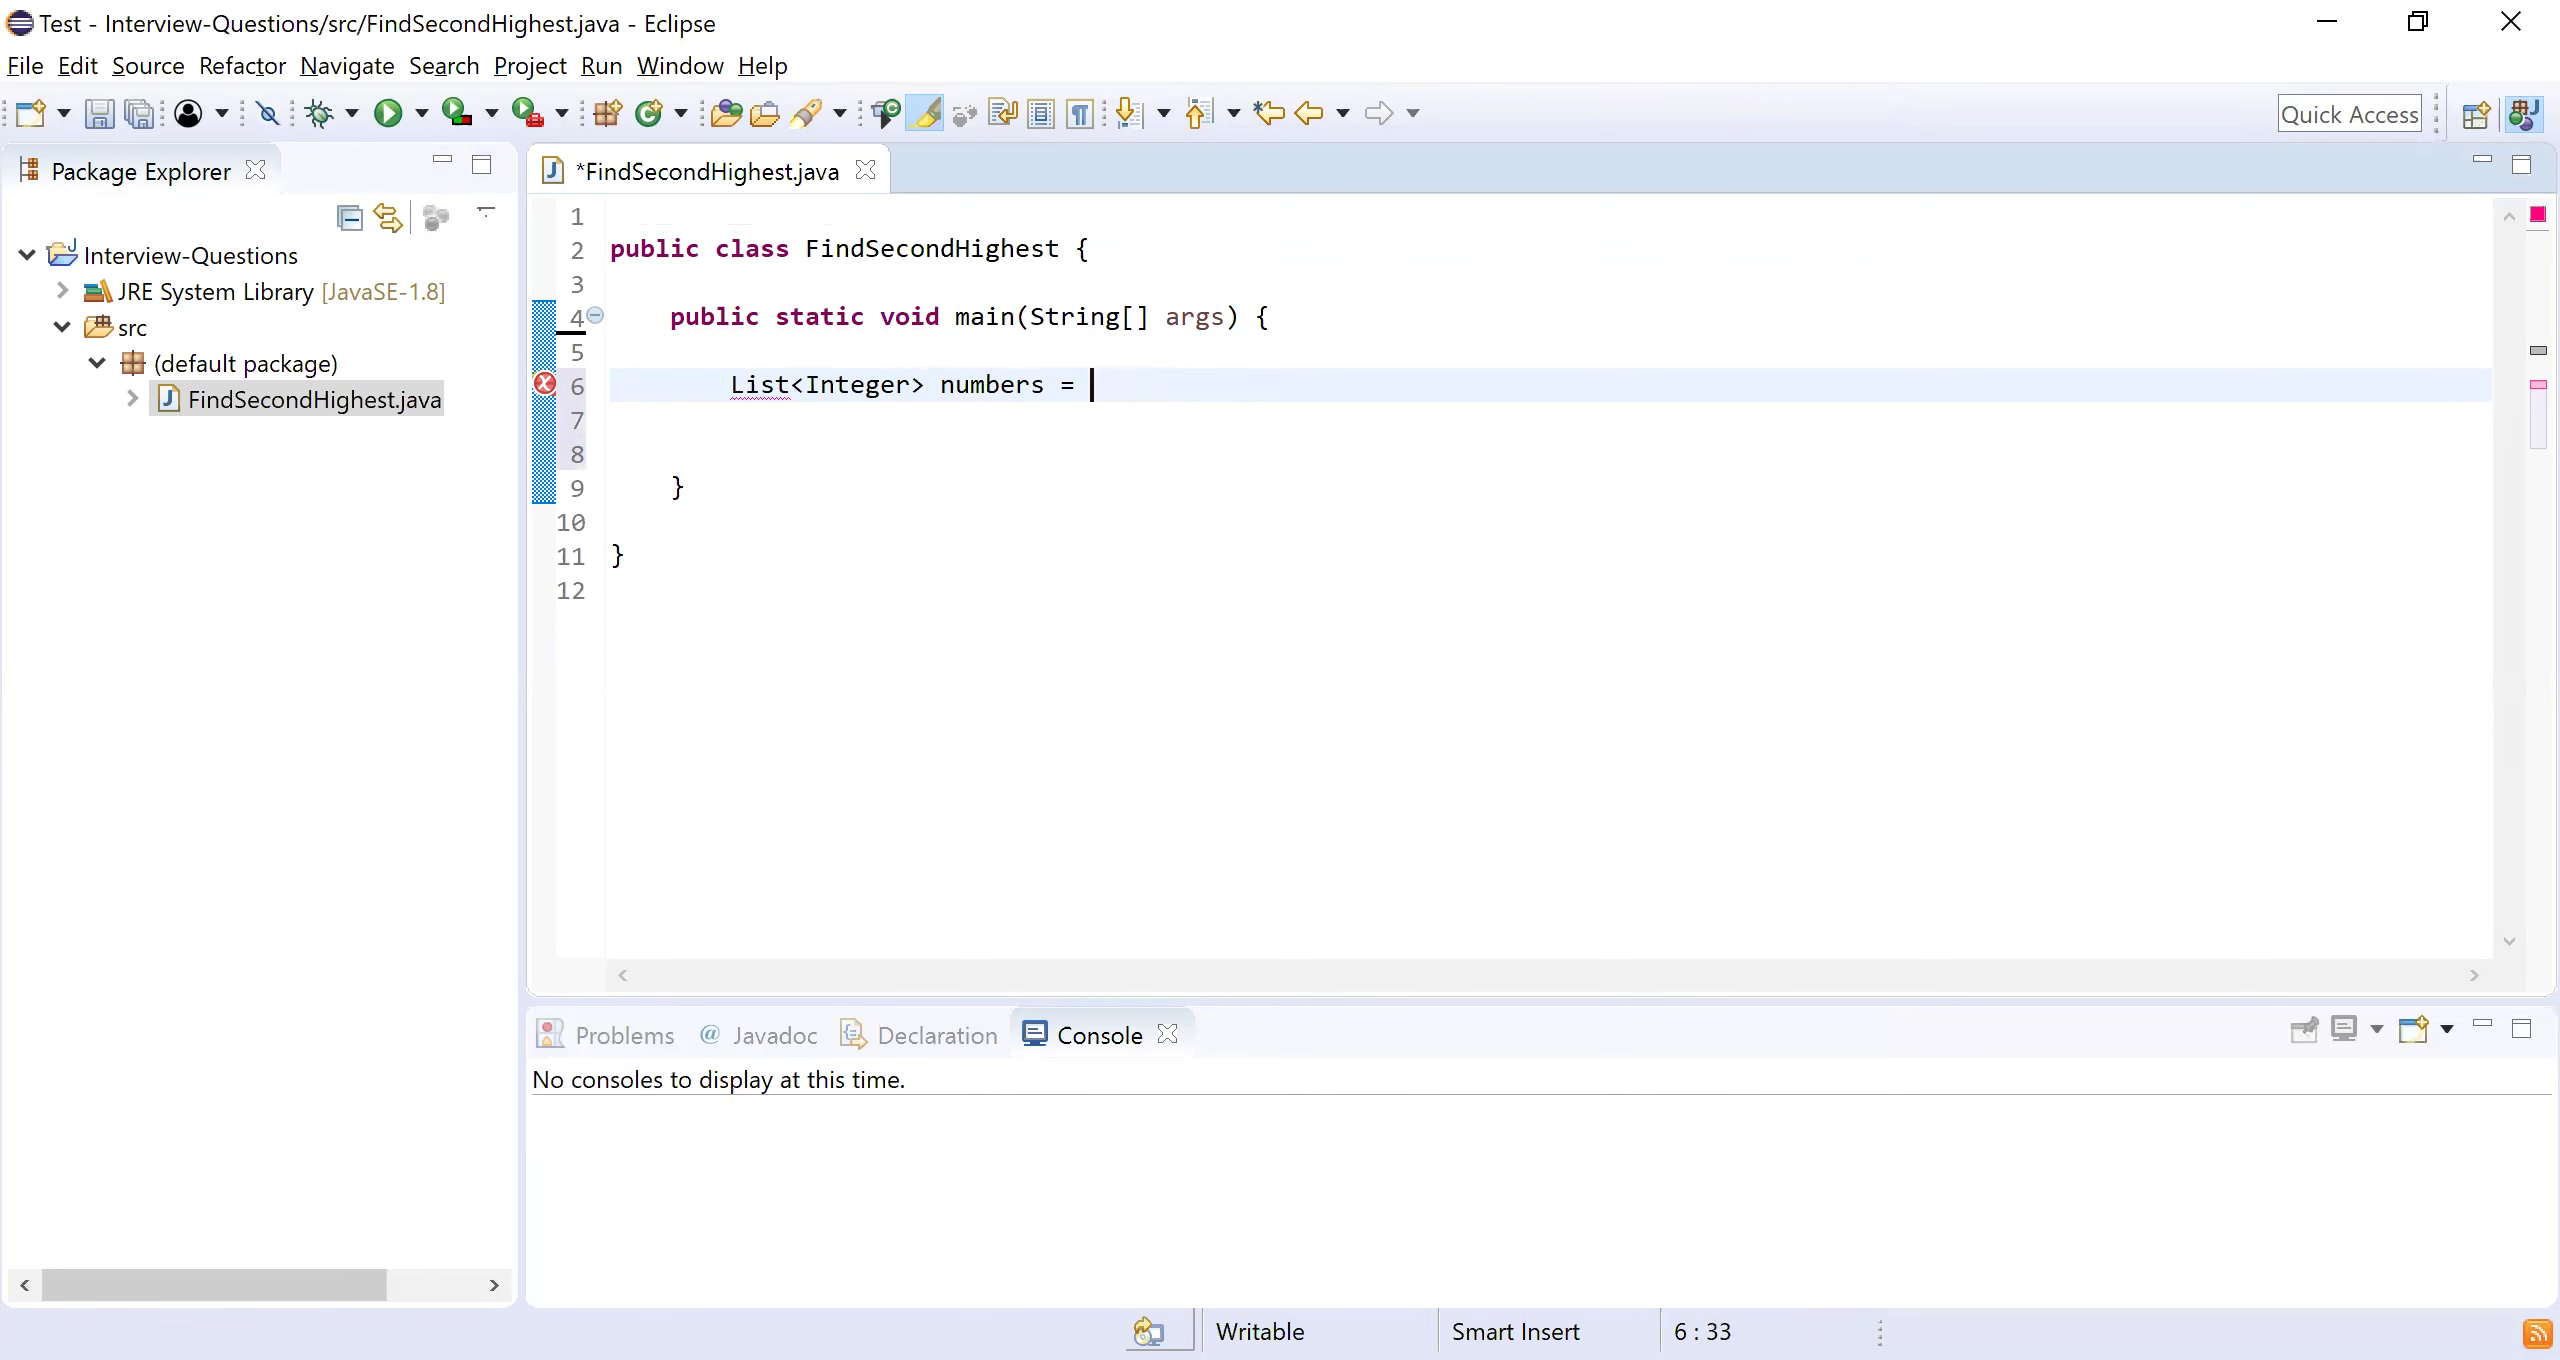 Test - Interview-Questions/src/FindSecondHighest.java - Eclipse
File Edit Source Refactor Navigate Search Project Run Window Help
Quick Access
Package Explorer
*FindSecondHighest.java
Interview-Questions
JRE System Library [JavaSE-1.8]
src
(default package)
FindSecondHighest.java
1
2 public class FindSecondHighest {
3
4 public static void main(String[] args) {
5
6 List<Integer> numbers =
7
8
9 }
10
11 }
12
Problems @ Javadoc Declaration Console
No consoles to display at this time.
Writable Smart Insert 6 : 33